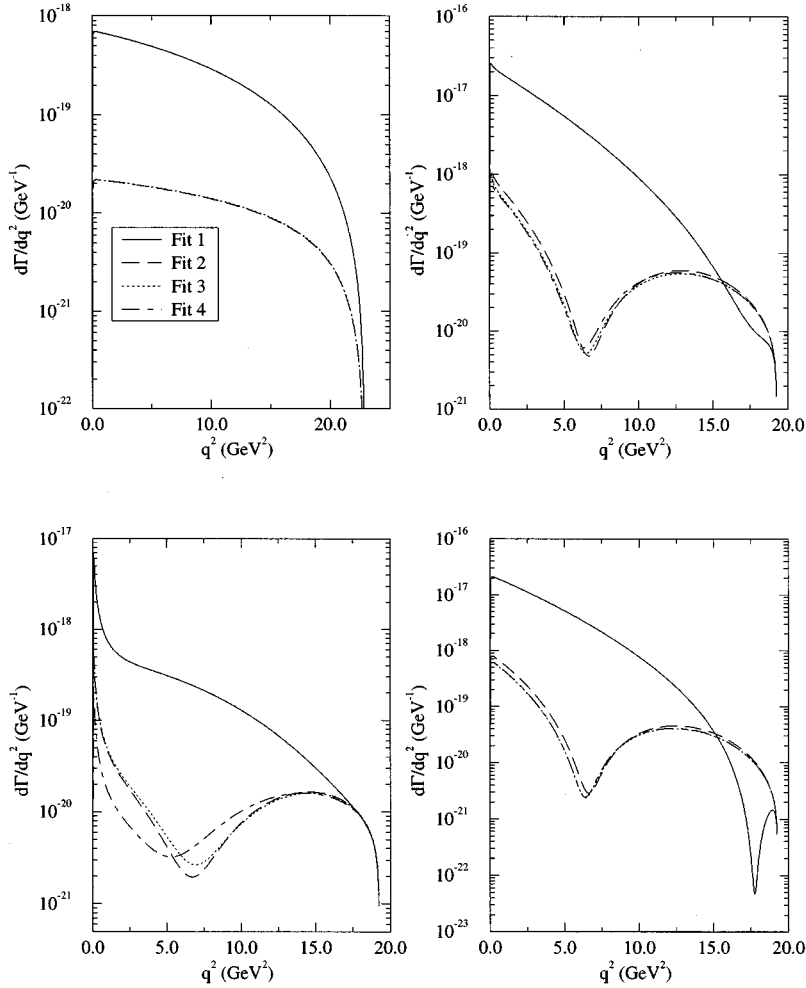 10⁻¹⁸
10⁻¹⁹
10⁻²⁰
10⁻²¹
10⁻²²
dΓ/dq² (GeV⁻¹)
Fit 1
Fit 2
Fit 3
Fit 4
0.0 10.0 20.0
q² (GeV²)
10⁻¹⁶
10⁻¹⁷
10⁻¹⁸
10⁻¹⁹
10⁻²⁰
10⁻²¹
dΓ/dq² (GeV⁻¹)
0.0 5.0 10.0 15.0 20.0
q² (GeV²)
10⁻¹⁷
10⁻¹⁸
10⁻¹⁹
10⁻²⁰
10⁻²¹
dΓ/dq² (GeV⁻¹)
0.0 5.0 10.0 15.0 20.0
q² (GeV²)
10⁻¹⁶
10⁻¹⁷
10⁻¹⁸
10⁻¹⁹
10⁻²⁰
10⁻²¹
10⁻²²
10⁻²³
dΓ/dq² (GeV⁻¹)
0.0 5.0 10.0 15.0 20.0
q² (GeV²)